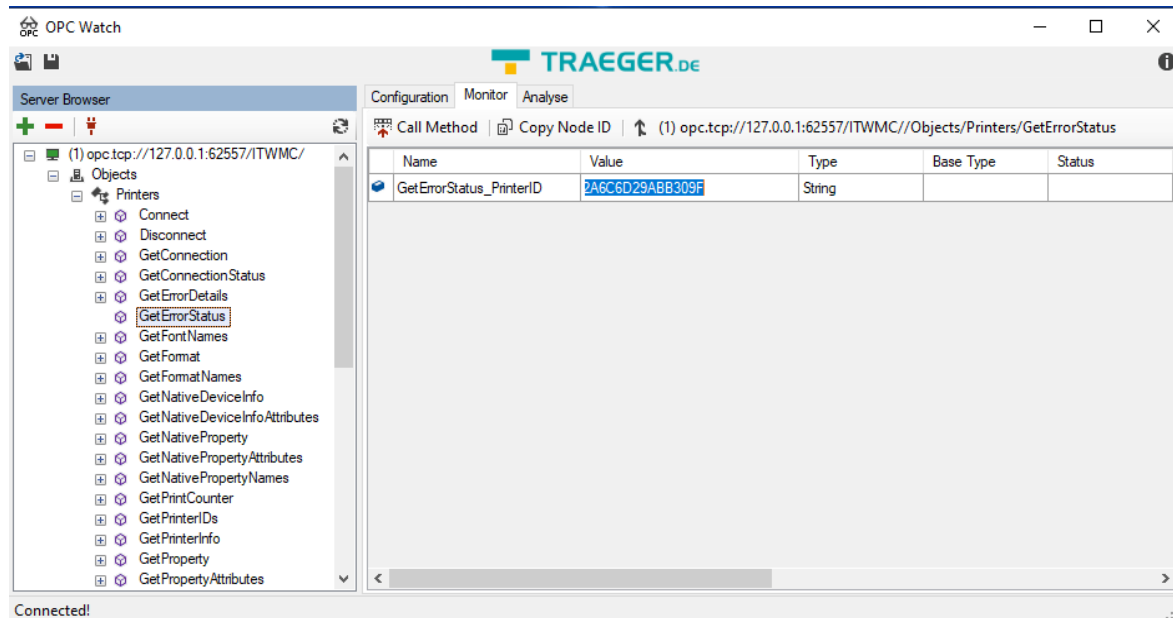 OPC
OPC Watch
TRAEGER.DE
Server Browser
Configuration Monitor Analyse
Call Method Copy Node ID (1) opc.tcp://127.0.0.1:62557/ITWMC//Objects/Printers/GetErrorStatus
(1) opc.tcp://127.0.0.1:62557/ITWMC/
Objects
Printers
Connect
Disconnect
GetConnection
GetConnectionStatus
GetErrorDetails
GetErrorStatus
GetFontNames
GetFormat
GetFormatNames
GetNativeDeviceInfo
GetNativeDeviceInfoAttributes
GetNativeProperty
GetNativePropertyAttributes
GetNativePropertyNames
GetPrintCounter
GetPrinterIDs
GetPrinterInfo
GetProperty
GetPropertyAttributes
Name Value Type Base Type Status
GetErrorStatus_PrinterID 2A6C6D29ABB309F String
Connected!